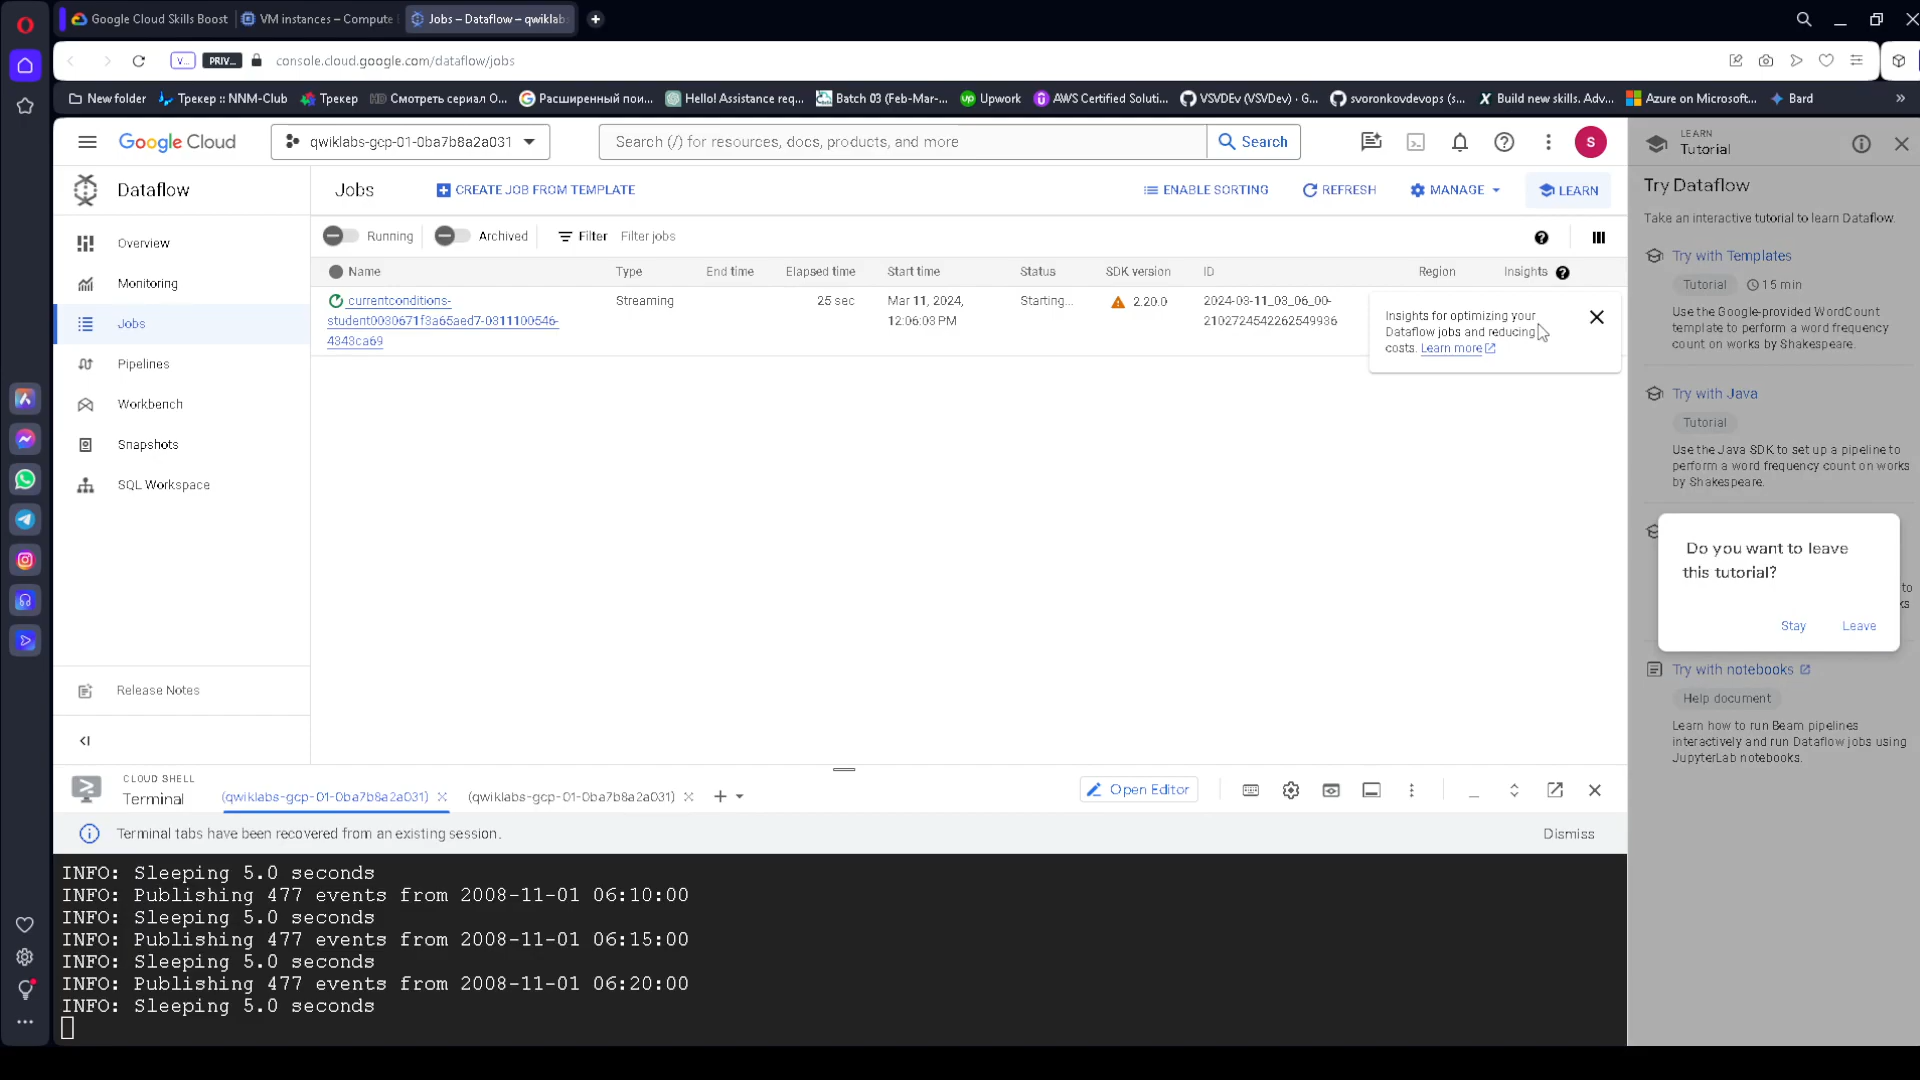 Google Cloud Skills Boost
VM instances – Compute
Jobs – Dataflow – qwiklabs
V...
PRIV...
console.cloud.google.com/dataflow/jobs
New folder
Трекер :: NNM-Club
Трекер
Смотреть сериал O...
Расширенный пои...
Hello! Assistance req...
Batch 03 (Feb-Mar-...
Upwork
AWS Certified Soluti...
VSVDEv (VSVDev) · G...
svoronkovdevops (s...
Build new skills. Adv...
Azure on Microsoft...
Bard
»
Google Cloud
qwiklabs-gcp-01-0ba7b8a2a031
Search (/) for resources, docs, products, and more
Search
S
LEARN
Tutorial
Dataflow
Jobs
CREATE JOB FROM TEMPLATE
ENABLE SORTING
REFRESH
MANAGE
LEARN
Try Dataflow
Take an interactive tutorial to learn Dataflow.
Overview
Monitoring
Jobs
Pipelines
Workbench
Snapshots
SQL Workspace
Release Notes
Running
Archived
Filter
Filter jobs
Name
Type
End time
Elapsed time
Start time
Status
SDK version
ID
Region
Insights
currentconditions-
student0030671f3a65aed7-0311100546-
4343ca69
Streaming
25 sec
Mar 11, 2024,
12:06:03 PM
Starting...
2.20.0
2024-03-11_03_06_00-
2102724542262549936
Insights for optimizing your
Dataflow jobs and reducing
costs. Learn more
Try with Templates
Tutorial
15 min
Use the Google-provided WordCount
template to perform a word frequency
count on works by Shakespeare.
Try with Java
Tutorial
Use the Java SDK to set up a pipeline to
perform a word frequency count on works
by Shakespeare.
Do you want to leave
this tutorial?
Stay
Leave
Try with notebooks
Help document
Learn how to run Beam pipelines
interactively and run Dataflow jobs using
JupyterLab notebooks.
CLOUD SHELL
Terminal
(qwiklabs-gcp-01-0ba7b8a2a031)
(qwiklabs-gcp-01-0ba7b8a2a031)
Open Editor
Terminal tabs have been recovered from an existing session.
Dismiss
INFO: Sleeping 5.0 seconds
INFO: Publishing 477 events from 2008-11-01 06:10:00
INFO: Sleeping 5.0 seconds
INFO: Publishing 477 events from 2008-11-01 06:15:00
INFO: Sleeping 5.0 seconds
INFO: Publishing 477 events from 2008-11-01 06:20:00
INFO: Sleeping 5.0 seconds